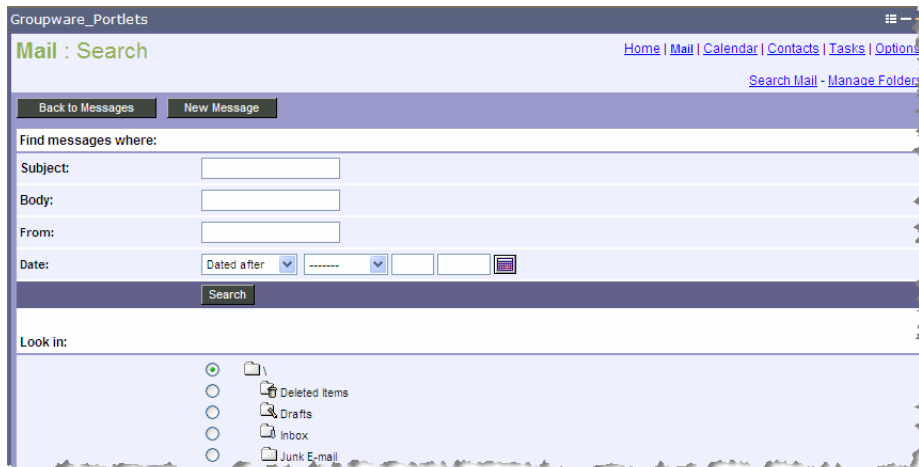 Groupware_Portlets
Mail : Search
Home | Mail | Calendar | Contacts | Tasks | Options
Search Mail - Manage Folders
Back to Messages New Message
Find messages where:
Subject:
Body:
From:
Date: Dated after -------
Search
Look in:
\
Deleted Items
Drafts
Inbox
Junk E-mail